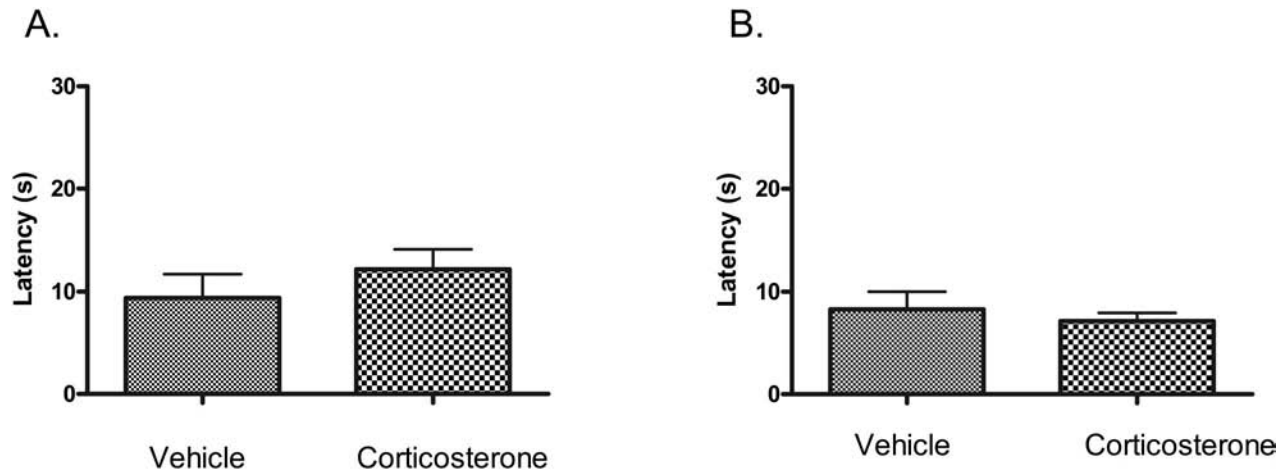 A.
30
20
10
0
Latency (s)
Vehicle
Corticosterone
B.
30
20
10
0
Latency (s)
Vehicle
Corticosterone